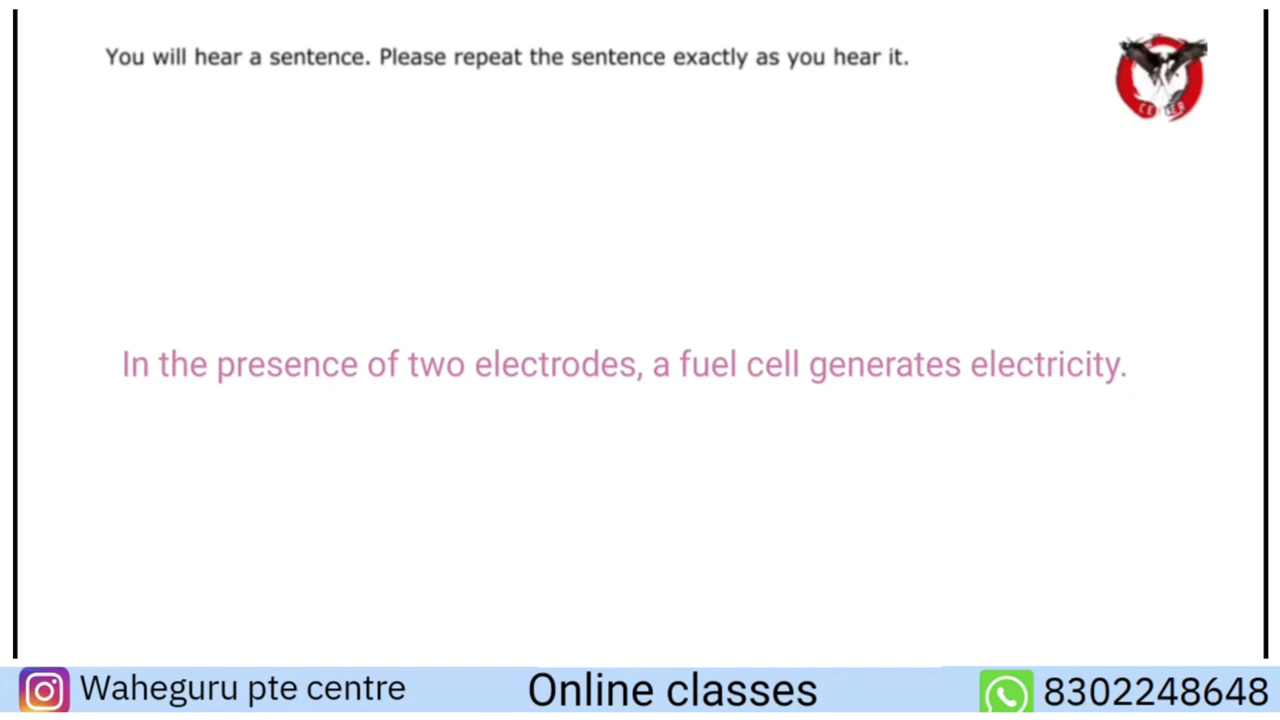 You will hear a sentence. Please repeat the sentence exactly as you hear it.
In the presence of two electrodes, a fuel cell generates electricity.
Waheguru pte centre
Online classes
8302248648